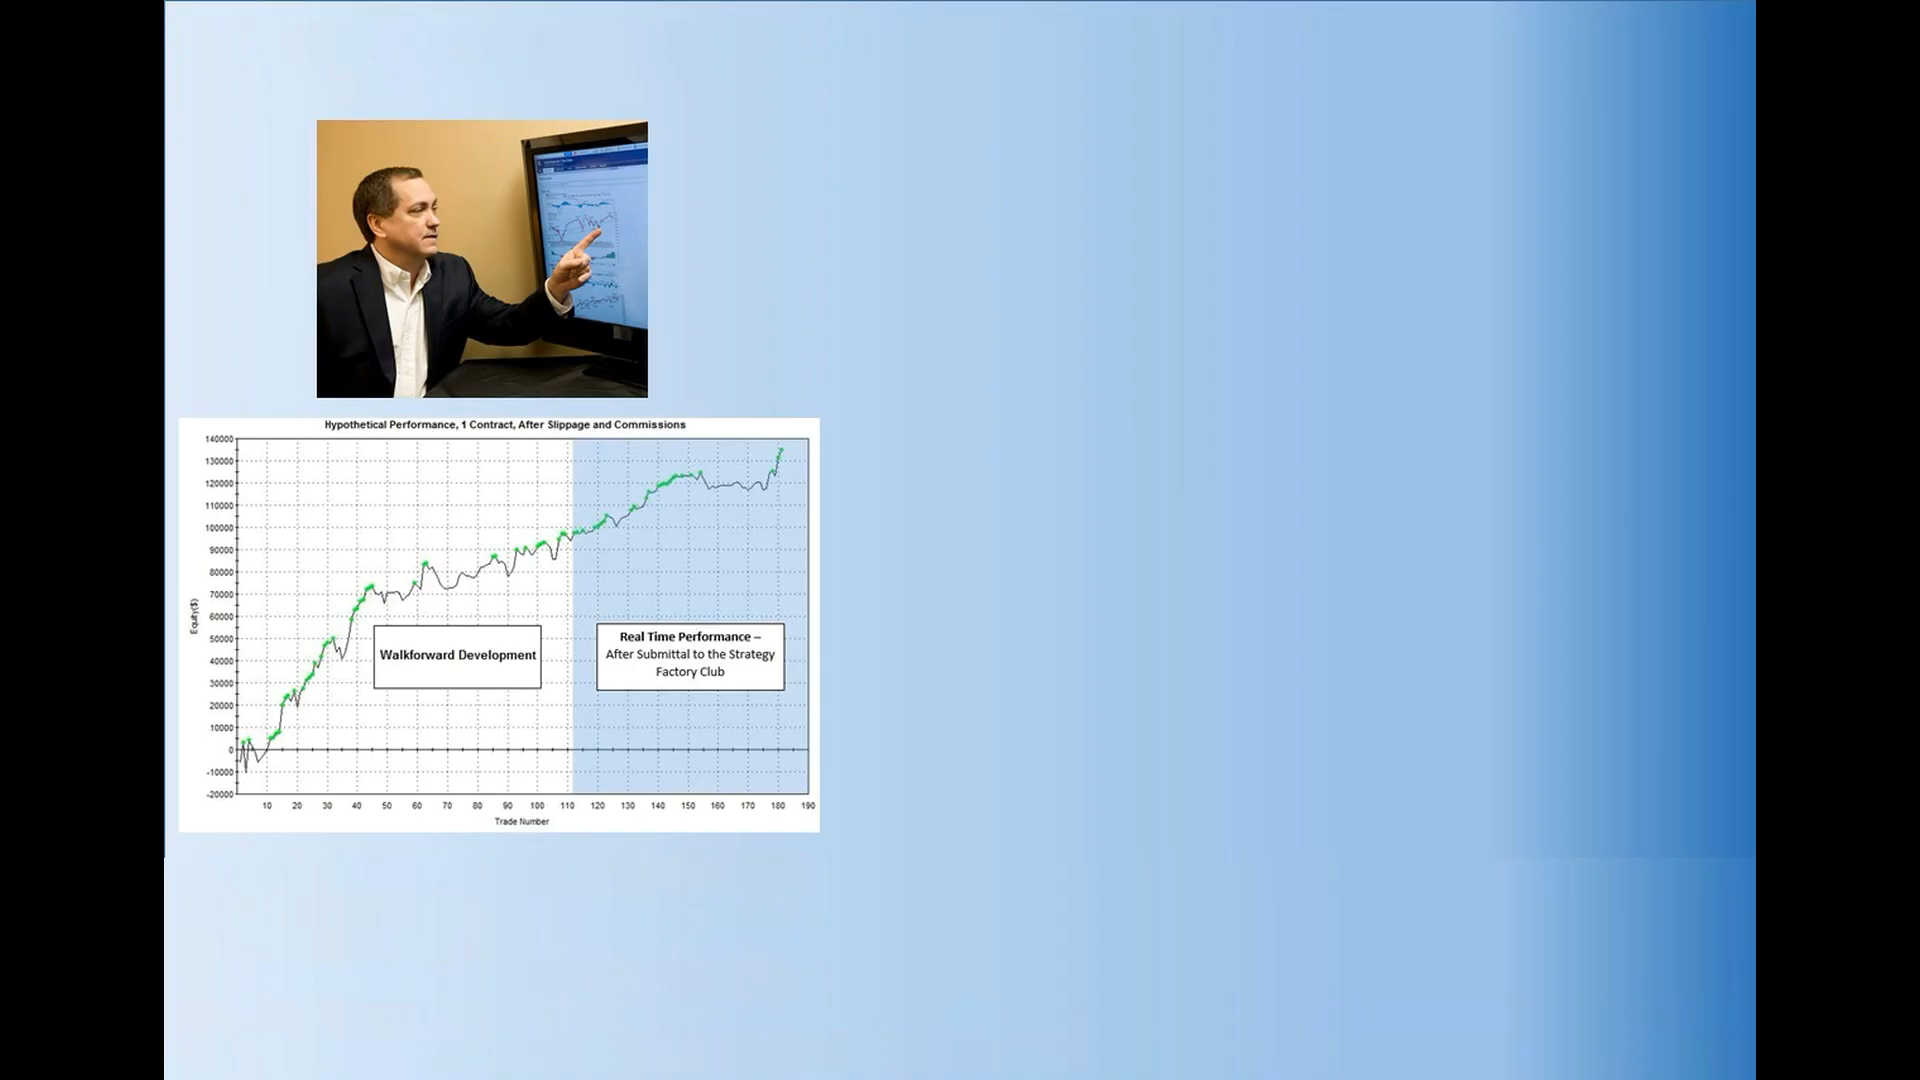 Hypothetical Performance, 1 Contract, After Slippage and Commissions
140000
130000
120000
110000
100000
90000
80000
70000
60000
50000
40000
30000
20000
10000
0
-10000
-20000
Equity($)
Walkforward Development
Real Time Performance –
After Submittal to the Strategy
Factory Club
10 20 30 40 50 60 70 80 90 100 110 120 130 140 150 160 170 180 190
Trade Number